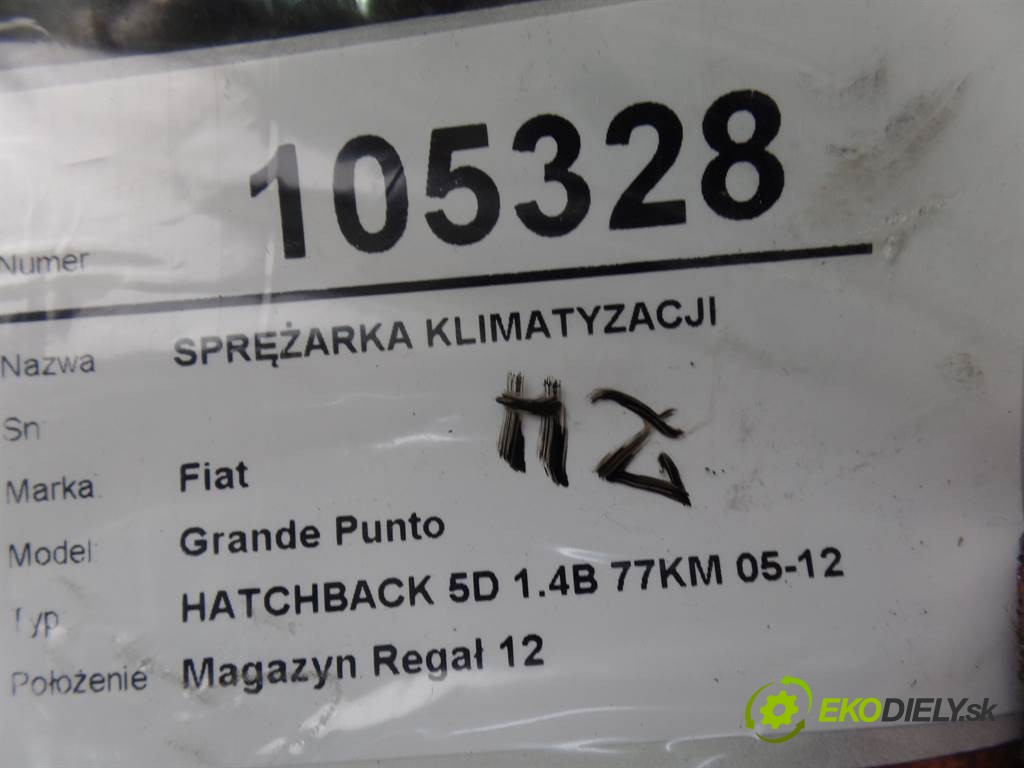 Numer 105328
Nazwa SPRĘŻARKA KLIMATYZACJI
Sn
Marka Fiat
Model Grande Punto
Typ HATCHBACK 5D 1.4B 77KM 05-12
Położenie Magazyn Regał 12
EKODIELY.sk